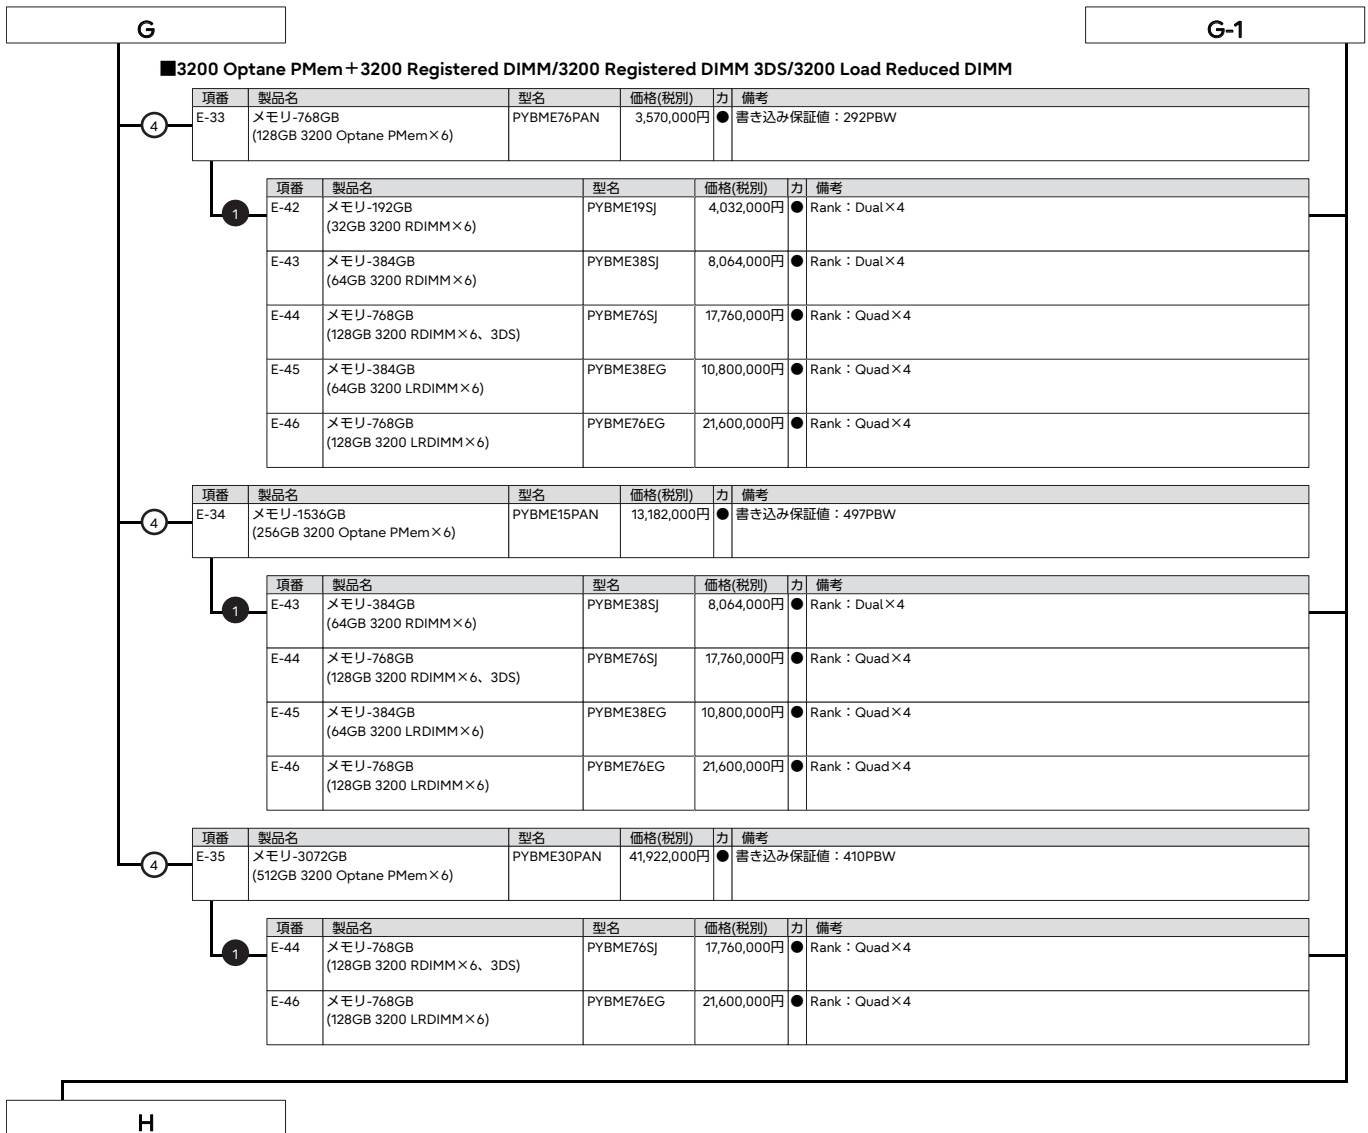 G
G-1
■3200 Optane PMem＋3200 Registered DIMM/3200 Registered DIMM 3DS/3200 Load Reduced DIMM
項番 製品名 型名 価格(税別) カ 備考
4 E-33 メモリ-768GB PYBME76PAN 3,570,000円 ● 書き込み保証値：292PBW
(128GB 3200 Optane PMem×6)
項番 製品名 型名 価格(税別) カ 備考
1 E-42 メモリ-192GB PYBME19SJ 4,032,000円 ● Rank：Dual×4
(32GB 3200 RDIMM×6)
E-43 メモリ-384GB PYBME38SJ 8,064,000円 ● Rank：Dual×4
(64GB 3200 RDIMM×6)
E-44 メモリ-768GB PYBME76SJ 17,760,000円 ● Rank：Quad×4
(128GB 3200 RDIMM×6、3DS)
E-45 メモリ-384GB PYBME38EG 10,800,000円 ● Rank：Quad×4
(64GB 3200 LRDIMM×6)
E-46 メモリ-768GB PYBME76EG 21,600,000円 ● Rank：Quad×4
(128GB 3200 LRDIMM×6)
項番 製品名 型名 価格(税別) カ 備考
4 E-34 メモリ-1536GB PYBME15PAN 13,182,000円 ● 書き込み保証値：497PBW
(256GB 3200 Optane PMem×6)
項番 製品名 型名 価格(税別) カ 備考
1 E-43 メモリ-384GB PYBME38SJ 8,064,000円 ● Rank：Dual×4
(64GB 3200 RDIMM×6)
E-44 メモリ-768GB PYBME76SJ 17,760,000円 ● Rank：Quad×4
(128GB 3200 RDIMM×6、3DS)
E-45 メモリ-384GB PYBME38EG 10,800,000円 ● Rank：Quad×4
(64GB 3200 LRDIMM×6)
E-46 メモリ-768GB PYBME76EG 21,600,000円 ● Rank：Quad×4
(128GB 3200 LRDIMM×6)
項番 製品名 型名 価格(税別) カ 備考
4 E-35 メモリ-3072GB PYBME30PAN 41,922,000円 ● 書き込み保証値：410PBW
(512GB 3200 Optane PMem×6)
項番 製品名 型名 価格(税別) カ 備考
1 E-44 メモリ-768GB PYBME76SJ 17,760,000円 ● Rank：Quad×4
(128GB 3200 RDIMM×6、3DS)
E-46 メモリ-768GB PYBME76EG 21,600,000円 ● Rank：Quad×4
(128GB 3200 LRDIMM×6)
H